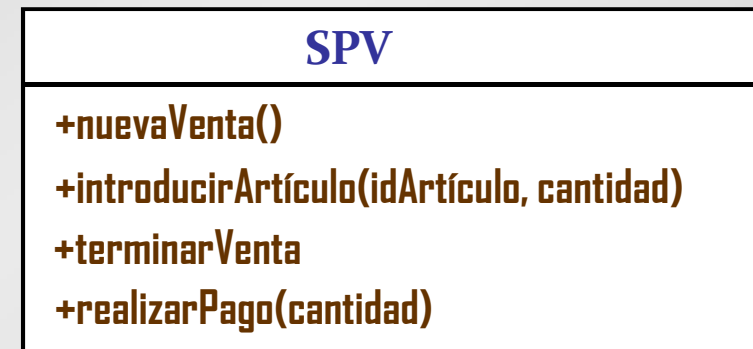 SPV
+nuevaVenta()
+introducirArtículo(idArtículo, cantidad)
+terminarVenta
+realizarPago(cantidad)